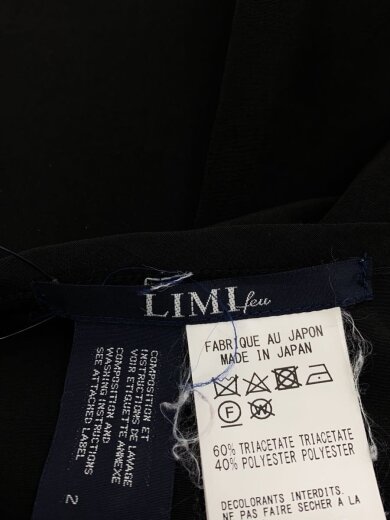 LIMI feu
FABRIQUE AU JAPON
MADE IN JAPAN
60% TRIACETATE TRIACETATE
40% POLYESTER POLYESTER
DECOLORANTS INTERDITS.
NE PAS FAIRE SECHER A LA
COMPOSITION ET
INSTRUCTIONS DE LAVAGE
VOIR ETIQUETTE ANNEXE
COMPOSITION AND
WASHING INSTRUCTIONS
SEE ATTACHED LABEL
2